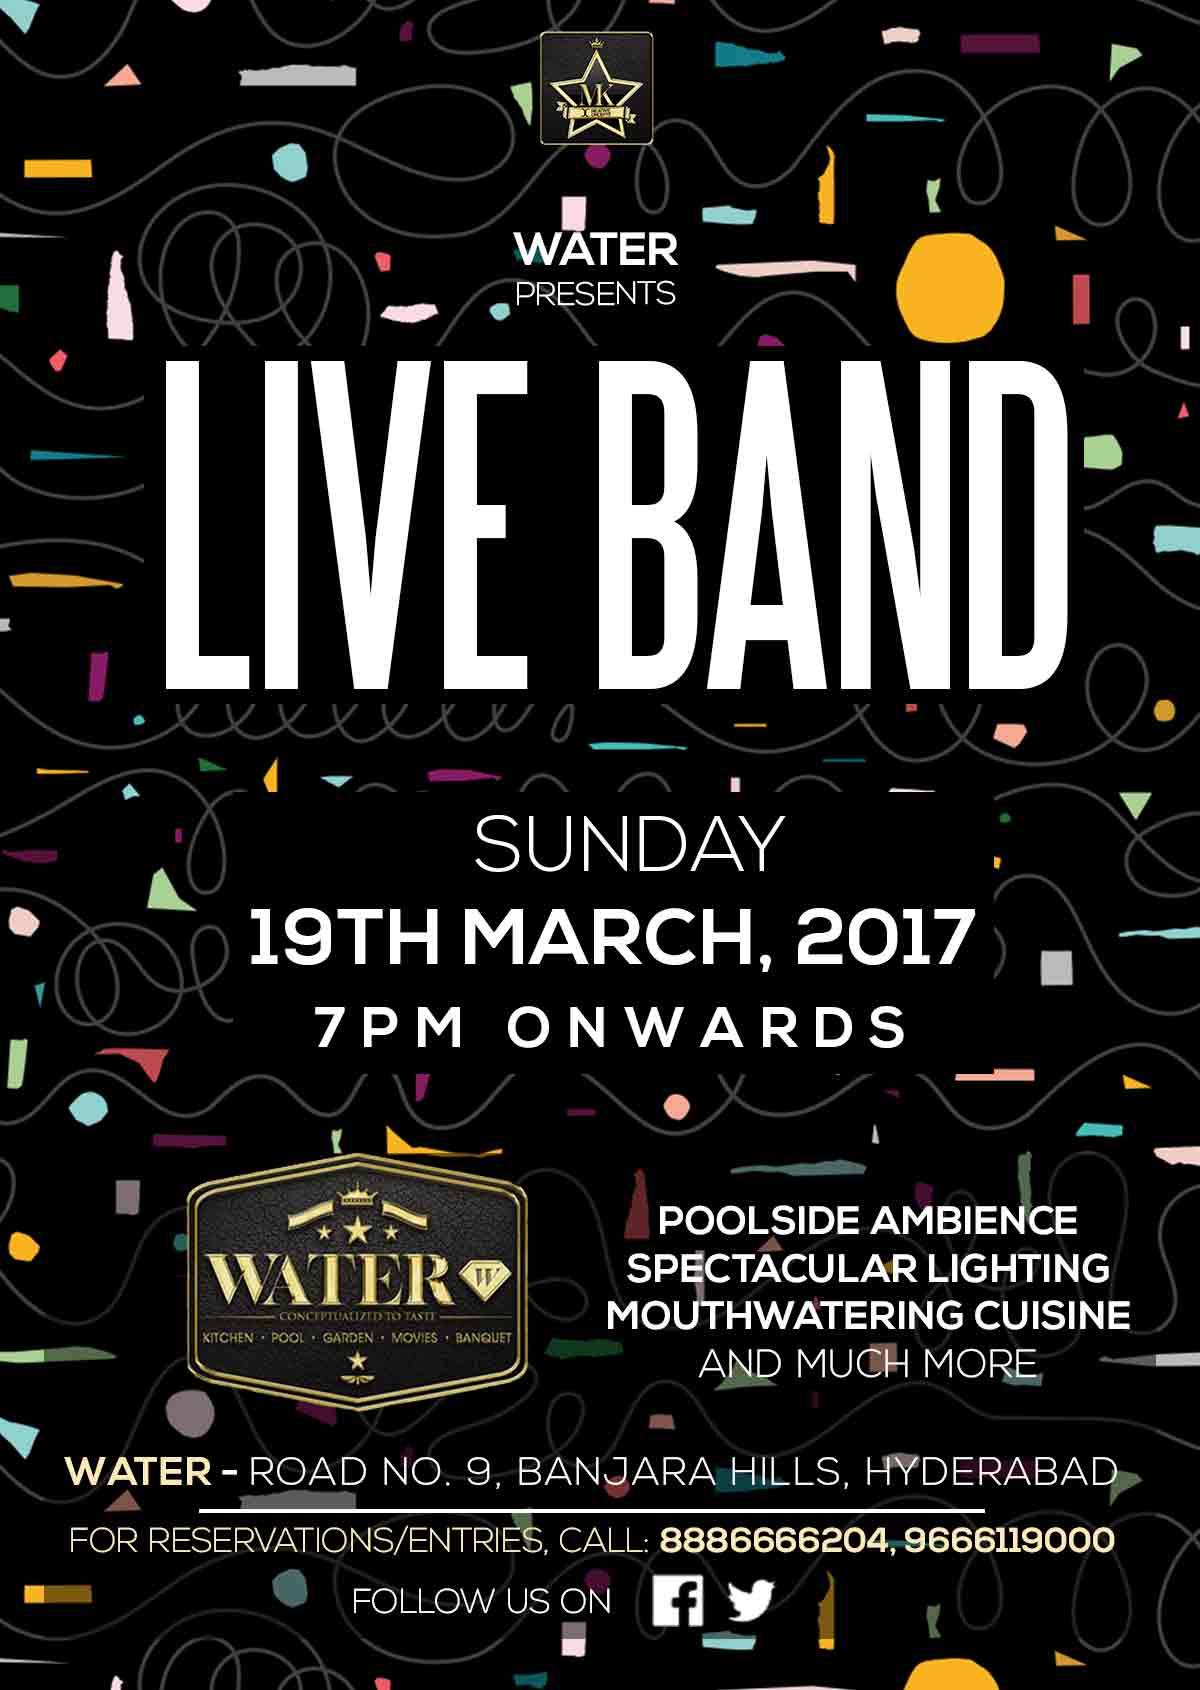 MK
WATER
PRESENTS
LIVE BAND
SUNDAY
19TH MARCH, 2017
7PM ONWARDS
WATER W
CONCEPTUALIZED TO TASTE
KITCHEN • POOL • GARDEN • MOVIES • BANQUET
POOLSIDE AMBIENCE
SPECTACULAR LIGHTING
MOUTHWATERING CUISINE
AND MUCH MORE
WATER - ROAD NO. 9, BANJARA HILLS, HYDERABAD
FOR RESERVATIONS/ENTRIES, CALL: 8886666204, 9666119000
FOLLOW US ON